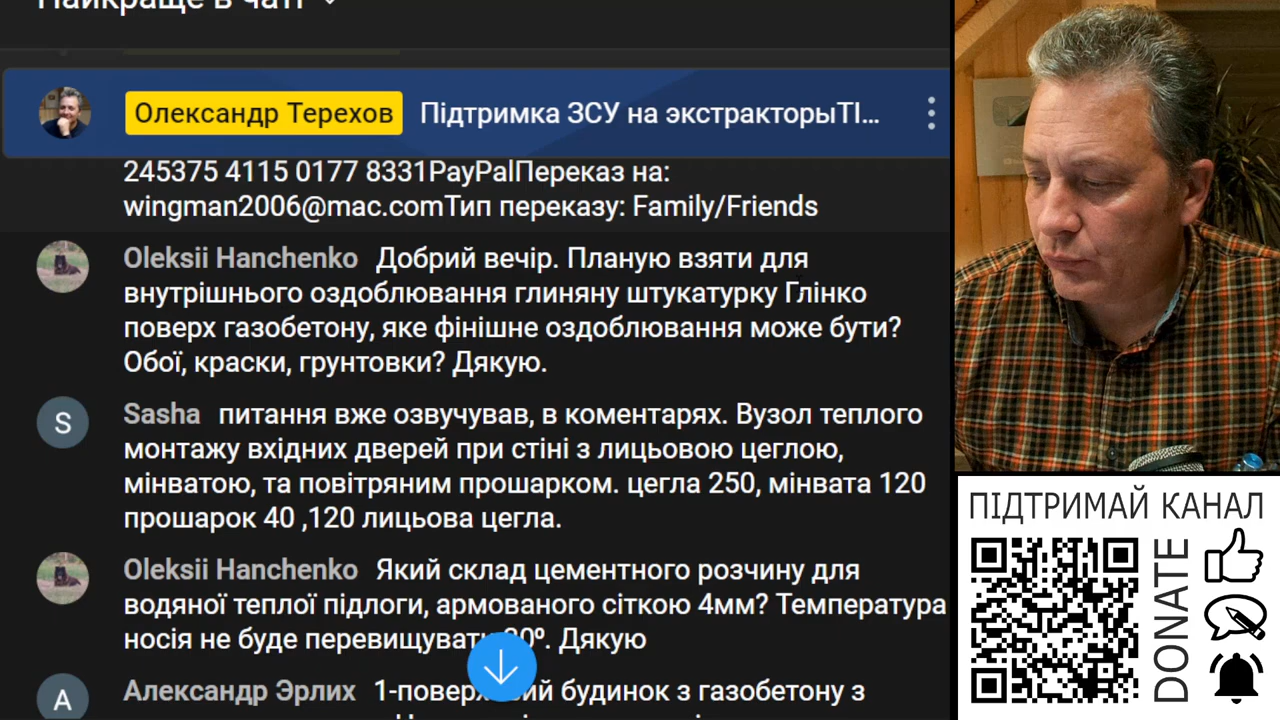 Найкраще в чаті
Олександр Терехов Підтримка ЗСУ на экстракторыТІ...
245375 4115 0177 8331PayPalПереказ на:
wingman2006@mac.comТип переказу: Family/Friends
Oleksii Hanchenko Добрий вечір. Планую взяти для
внутрішнього оздоблювання глиняну штукатурку Глінко
поверх газобетону, яке фінішне оздоблювання може бути?
Обої, краски, грунтовки? Дякую.
S
Sasha питання вже озвучував, в коментарях. Вузол теплого
монтажу вхідних дверей при стіні з лицьовою цеглою,
мінватою, та повітряним прошарком. цегла 250, мінвата 120
прошарок 40 ,120 лицьова цегла.
Oleksii Hanchenko Який склад цементного розчину для
водяної теплої підлоги, армованого сіткою 4мм? Температура
носія не буде Дякую
A
Александр Эрлих будинок з газобетону з
ПІДТРИМАЙ КАНАЛ
DONATE